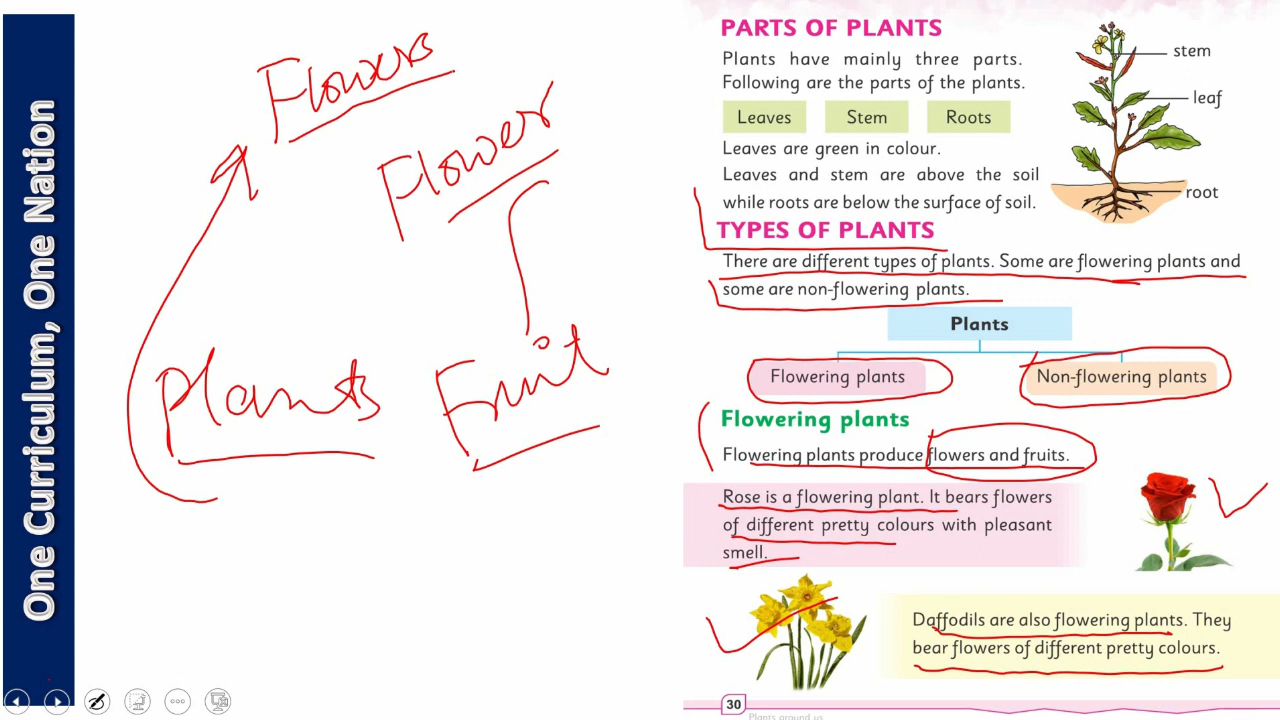 One Curriculum, One Nation
Flowers
Flower
Plants
Fruit
PARTS OF PLANTS
Plants have mainly three parts.
Following are the parts of the plants.
Leaves Stem Roots
Leaves are green in colour.
Leaves and stem are above the soil
while roots are below the surface of soil.
stem
leaf
root
TYPES OF PLANTS
There are different types of plants. Some are flowering plants and
some are non-flowering plants.
Plants
Flowering plants Non-flowering plants
Flowering plants
Flowering plants produce flowers and fruits.
Rose is a flowering plant. It bears flowers
of different pretty colours with pleasant
smell.
Daffodils are also flowering plants. They
bear flowers of different pretty colours.
30
Plants around us